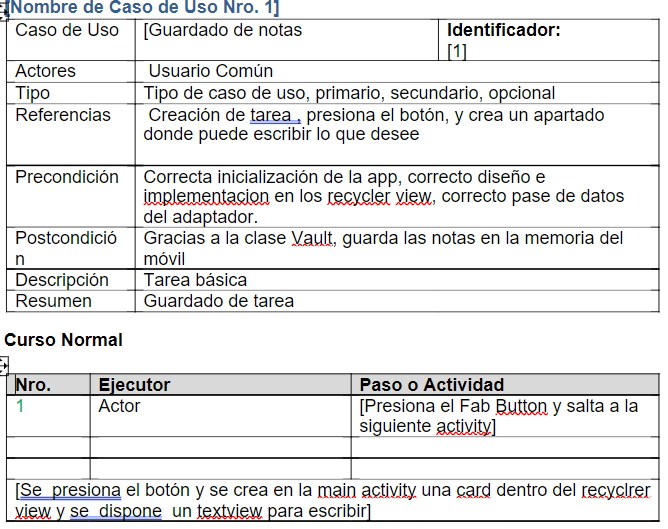 [Nombre de Caso de Uso Nro. 1]
Caso de Uso [Guardado de notas Identificador:
[1]
Actores Usuario Común
Tipo Tipo de caso de uso, primario, secundario, opcional
Referencias Creación de tarea , presiona el botón, y crea un apartado
donde puede escribir lo que desee
Precondición Correcta inicialización de la app, correcto diseño e
implementacion en los recycler view, correcto pase de datos
del adaptador.
Postcondició Gracias a la clase Vault, guarda las notas en la memoria del
n móvil
Descripción Tarea básica
Resumen Guardado de tarea
Curso Normal
Nro. Ejecutor Paso o Actividad
1 Actor [Presiona el Fab Button y salta a la
siguiente activity]
[Se presiona el botón y se crea en la main activity una card dentro del recyclrer
view y se dispone un textview para escribir]